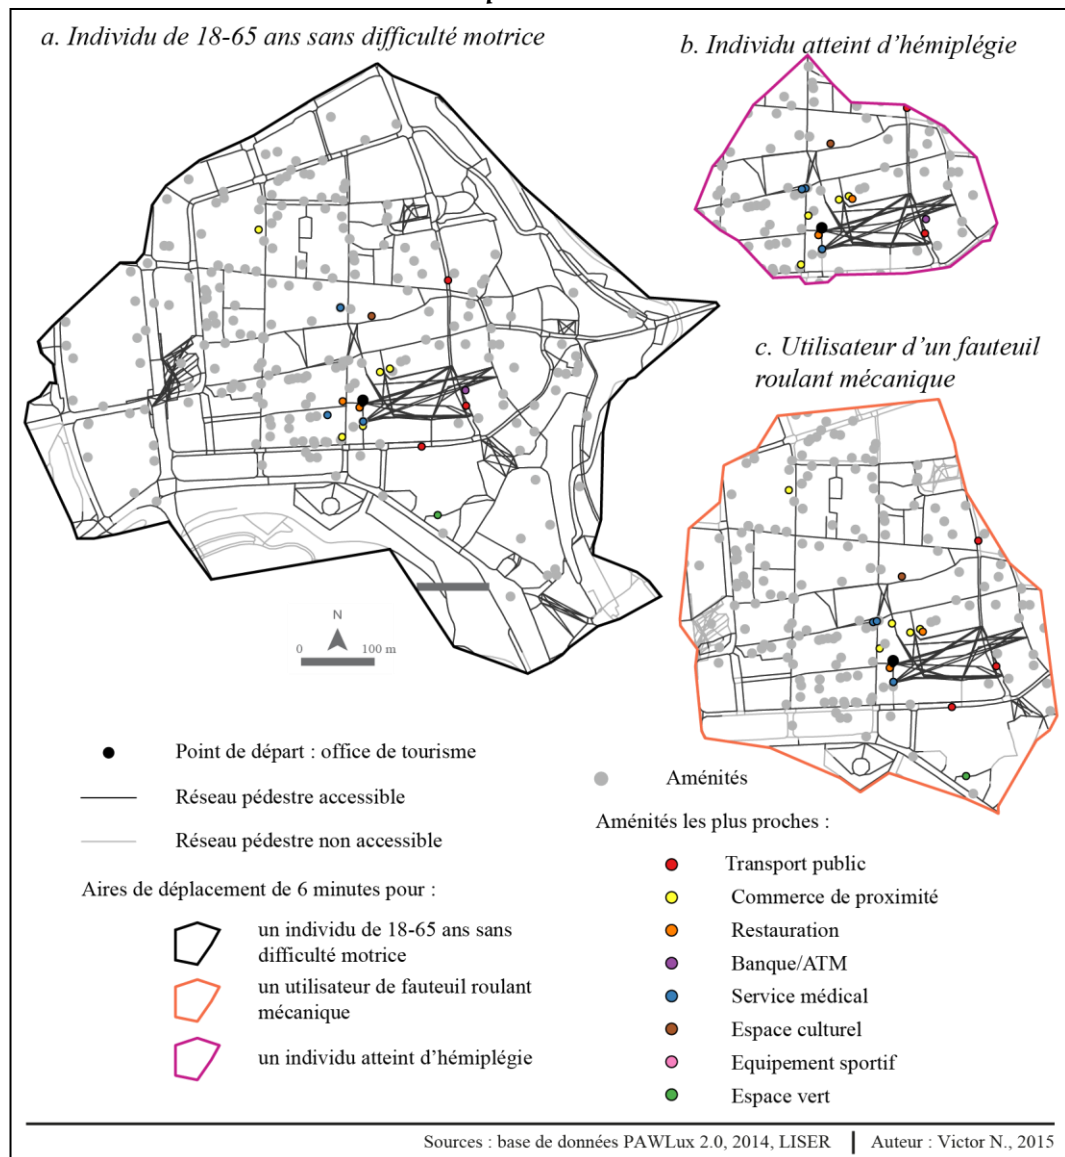 a. Individu de 18-65 ans sans difficulté motrice
b. Individu atteint d'hémiplégie
c. Utilisateur d'un fauteuil
roulant mécanique
N
0 100 m
Point de départ : office de tourisme
Réseau pédestre accessible
Réseau pédestre non accessible
Aires de déplacement de 6 minutes pour :
un individu de 18-65 ans sans
difficulté motrice
un utilisateur de fauteuil roulant
mécanique
un individu atteint d'hémiplégie
Aménités
Aménités les plus proches :
Transport public
Commerce de proximité
Restauration
Banque/ATM
Service médical
Espace culturel
Equipement sportif
Espace vert
Sources : base de données PAWLux 2.0, 2014, LISER | Auteur : Victor N., 2015